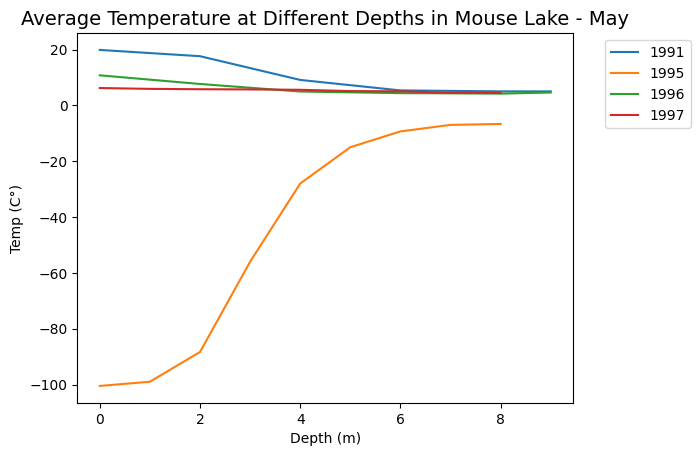 Average Temperature at Different Depths in Mouse Lake - May
1991
1995
1996
1997
Temp (C°)
20
0
−20
−40
−60
−80
−100
0 2 4 6 8
Depth (m)